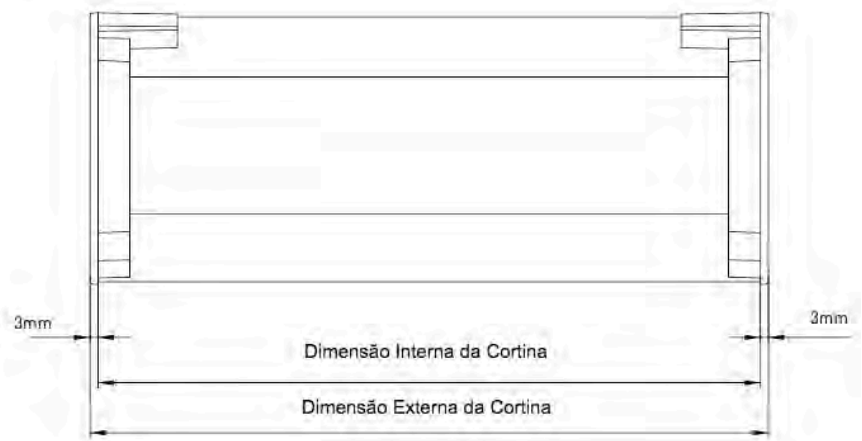 3mm
3mm
Dimensão Interna da Cortina
Dimensão Externa da Cortina